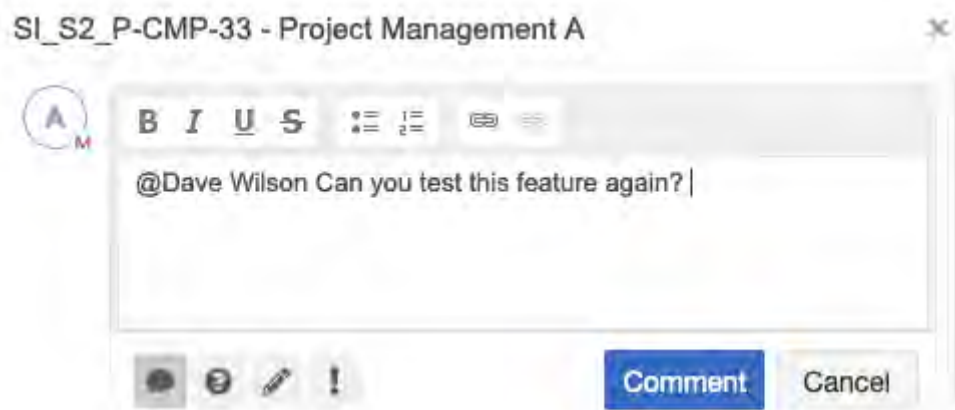 SI_S2_P-CMP-33 - Project Management A
A
M
B I U S
@Dave Wilson Can you test this feature again?
Comment Cancel